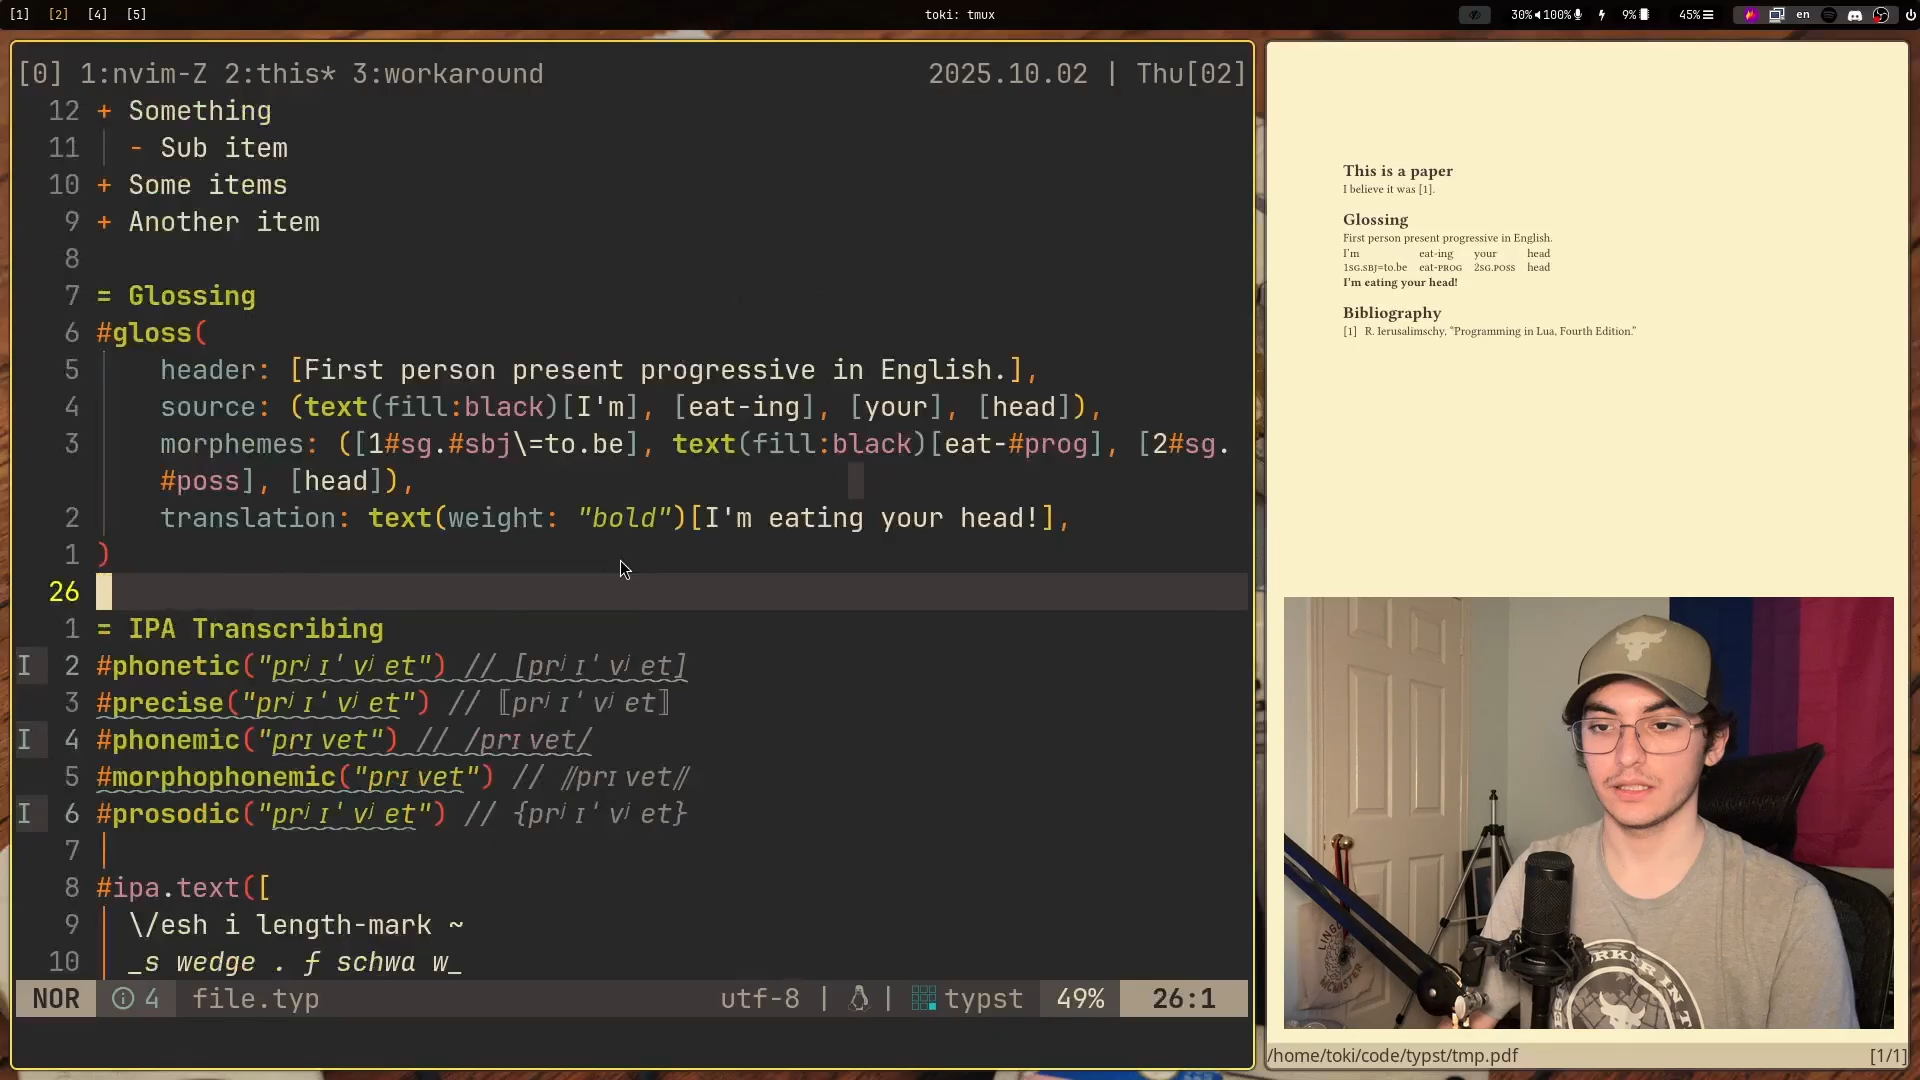 [1] [2] [4] [5] toki: tmux 30% 100% 9% 45% en
[0] 1:nvim-Z 2:this* 3:workaround 2025.10.02 | Thu[02]
12 + Something
11 - Sub item
10 + Some items
9 + Another item
8
7 = Glossing
6 #gloss(
5 header: [First person present progressive in English.],
4 source: (text(fill:black)[I'm], [eat-ing], [your], [head]),
3 morphemes: ([1#sg.#sbj\=to.be], text(fill:black)[eat-#prog], [2#sg.
#poss], [head]),
2 translation: text(weight: "bold")[I'm eating your head!],
1 )
26
1 = IPA Transcribing
I 2 #phonetic("prʲɪˈvʲet") // [prʲɪˈvʲet]
3 #precise("prʲɪˈvʲet") // ⟦prʲɪˈvʲet⟧
I 4 #phonemic("prɪvet") // /prɪvet/
5 #morphophonemic("prɪvet") // ⫽prɪvet⫽
I 6 #prosodic("prʲɪˈvʲet") // {prʲɪˈvʲet}
7
8 #ipa.text([
9 \/esh i length-mark ~
10 _s wedge . ƒ schwa w_
NOR 4 file.typ utf-8 | | typst 49% 26:1
This is a paper
I believe it was [1].
Glossing
First person present progressive in English.
I'm eat-ing your head
1SG.SBJ=to.be eat-PROG 2SG.POSS head
I'm eating your head!
Bibliography
[1] R. Ierusalimschy, “Programming in Lua, Fourth Edition.”
/home/toki/code/typst/tmp.pdf [1/1]